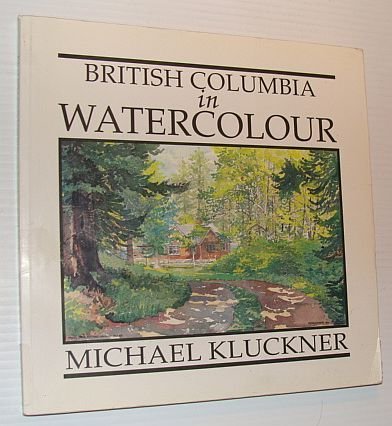 BRITISH COLUMBIA
in
WATERCOLOUR
MICHAEL KLUCKNER